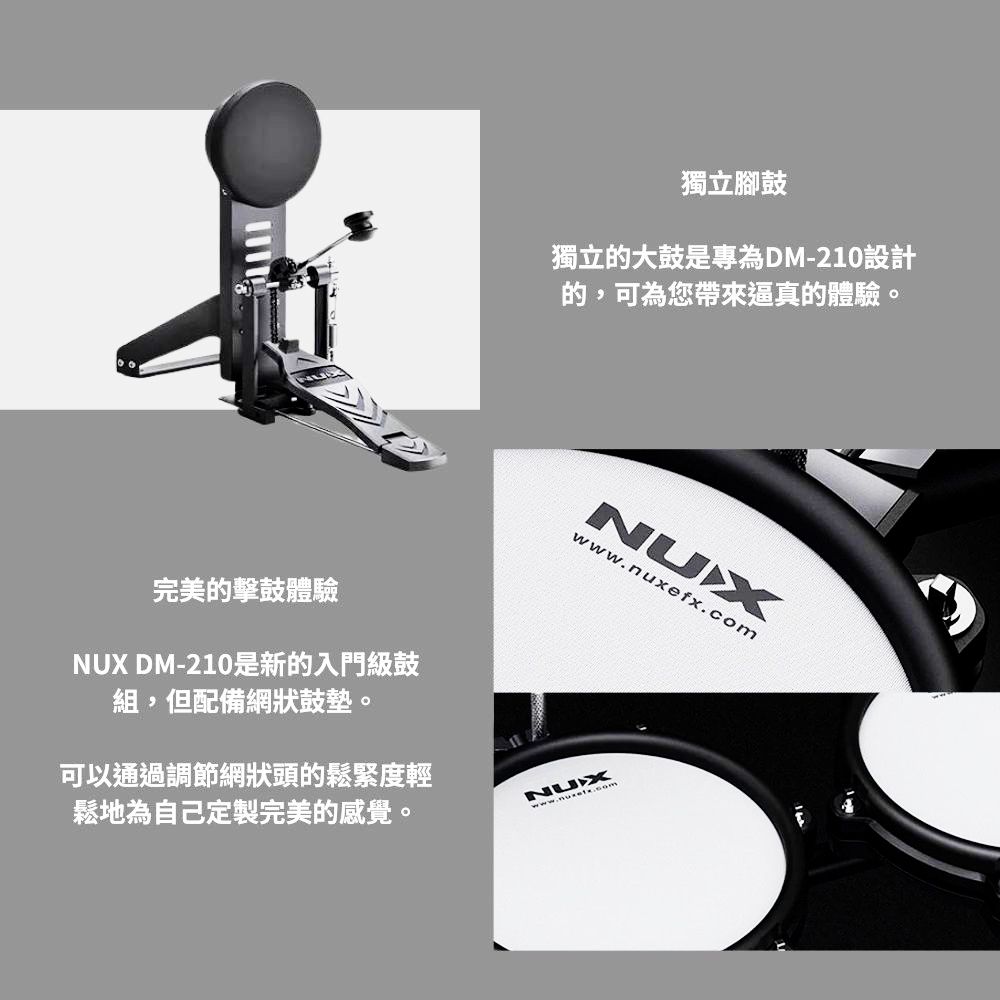 獨立腳鼓
獨立的大鼓是專為DM-210設計
的，可為您帶來逼真的體驗。
NUX
NUX
www.nuxefx.com
完美的擊鼓體驗
NUX DM-210是新的入門級鼓
組，但配備網狀鼓墊。
可以通過調節網狀頭的鬆緊度輕
鬆地為自己定製完美的感覺。
NUX
www.nuxefx.com